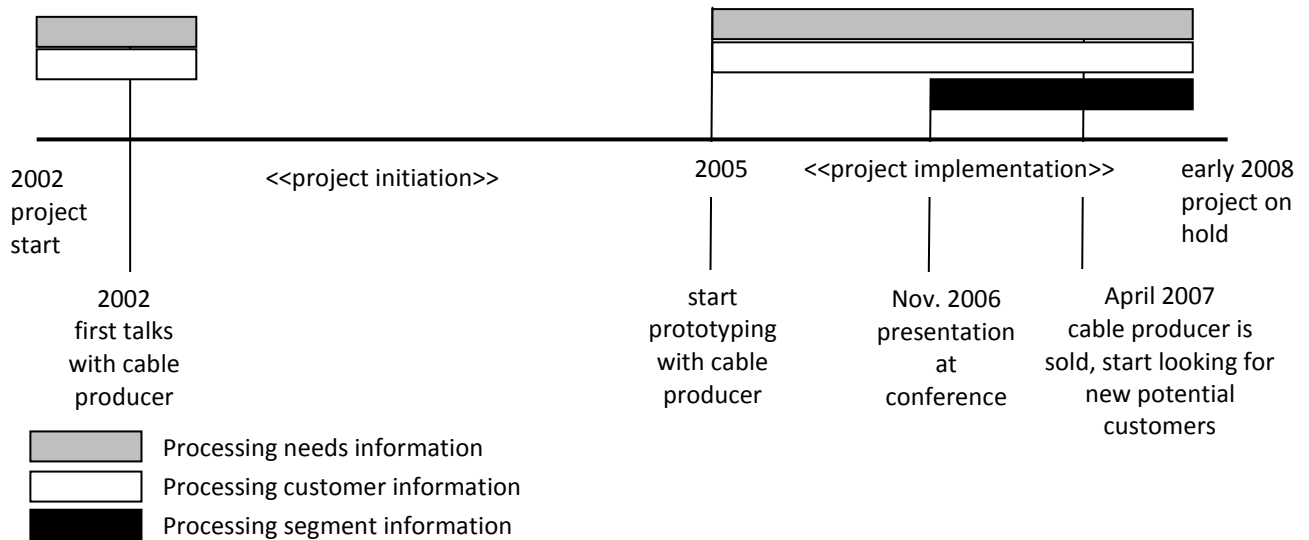 2002
project
start
<<project initiation>>
2005
<<project implementation>>
early 2008
project on
hold
2002
first talks
with cable
producer
start
prototyping
with cable
producer
Nov. 2006
presentation
at
conference
April 2007
cable producer is
sold, start looking for
new potential
customers
Processing needs information
Processing customer information
Processing segment information